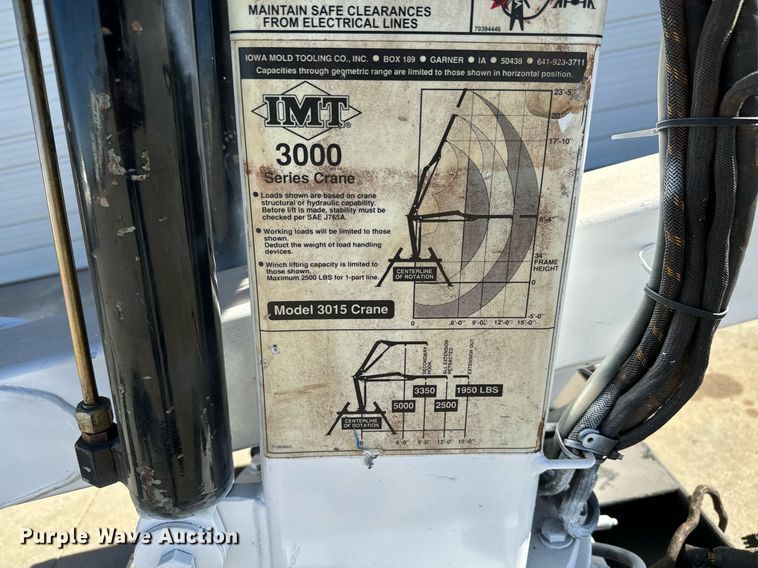 MAINTAIN SAFE CLEARANCES
FROM ELECTRICAL LINES
70394446
IOWA MOLD TOOLING CO., INC. ● BOX 189 ● GARNER ● IA ● 50438 ● 641-923-3711
Capacities through geometric range are limited to those shown in horizontal position.
IMT®
3000
Series Crane
● Loads shown are based on crane
structural or hydraulic capability.
Before lift is made, stability must be
checked per SAE J765A.
● Working loads will be limited to those
shown.
Deduct the weight of load handling
devices.
● Winch lifting capacity is limited to
those shown.
Maximum 2500 LBS for 1-part line.
Model 3015 Crane
23'-5"
17'-10"
8'-4"
34"
FRAME
HEIGHT
0
-5'-0"
CENTERLINE
OF ROTATION
0 6'-0" 9'-0" 12'-0" 15'-0"
SECONDARY
HOOK
ALL EXTENSION
RETRACTED
EXTENSION OUT
5000 3350 2500 1950 LBS
CENTERLINE
OF ROTATION
0 6'-0" 9'-0" 12'-0" 15'-0"
Purple Wave Auction